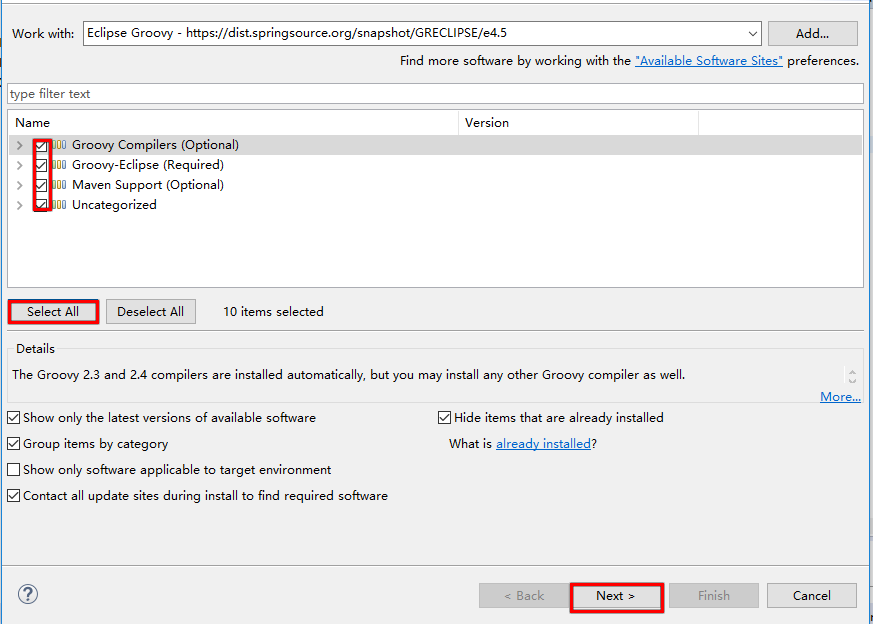 Work with: Eclipse Groovy - https://dist.springsource.org/snapshot/GRECLIPSE/e4.5 Add...
Find more software by working with the "Available Software Sites" preferences.
type filter text
Name Version
Groovy Compilers (Optional)
Groovy-Eclipse (Required)
Maven Support (Optional)
Uncategorized
Select All Deselect All 10 items selected
Details
The Groovy 2.3 and 2.4 compilers are installed automatically, but you may install any other Groovy compiler as well.
More...
Show only the latest versions of available software Hide items that are already installed
Group items by category What is already installed?
Show only software applicable to target environment
Contact all update sites during install to find required software
? < Back Next > Finish Cancel